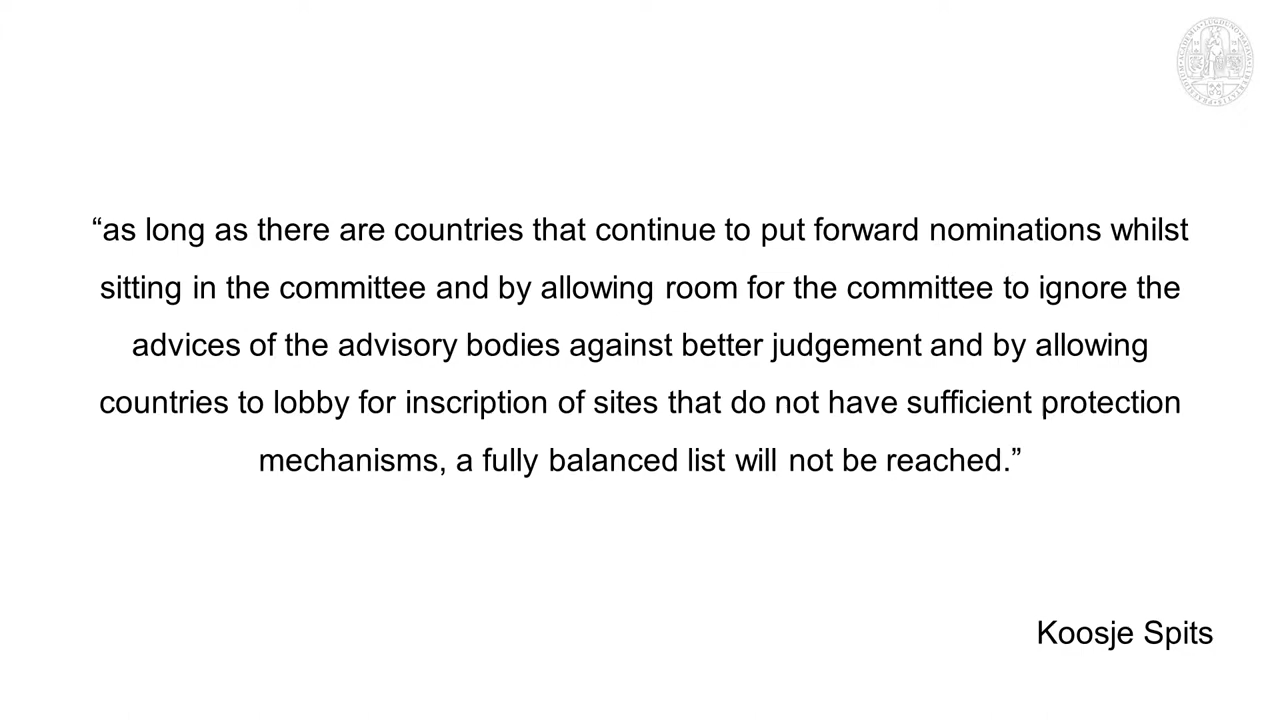 “as long as there are countries that continue to put forward nominations whilst
sitting in the committee and by allowing room for the committee to ignore the
advices of the advisory bodies against better judgement and by allowing
countries to lobby for inscription of sites that do not have sufficient protection
mechanisms, a fully balanced list will not be reached.”
Koosje Spits